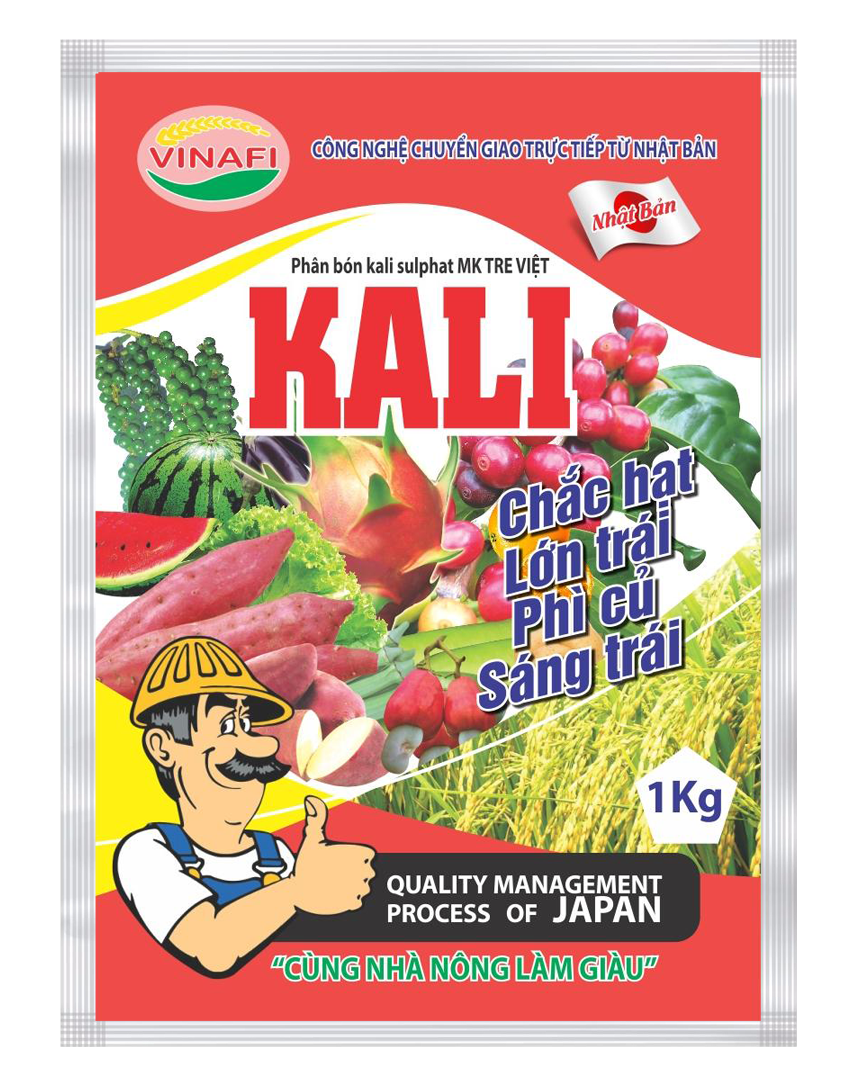 VINAFI
CÔNG NGHỆ CHUYỂN GIAO TRỰC TIẾP TỪ NHẬT BẢN
Nhật Bản
Phân bón kali sulphat MK TRE VIỆT
KALI
Chắc hạt
Lớn trái
Phì củ
Sáng trái
1Kg
QUALITY MANAGEMENT
PROCESS OF JAPAN
"CÙNG NHÀ NÔNG LÀM GIÀU"